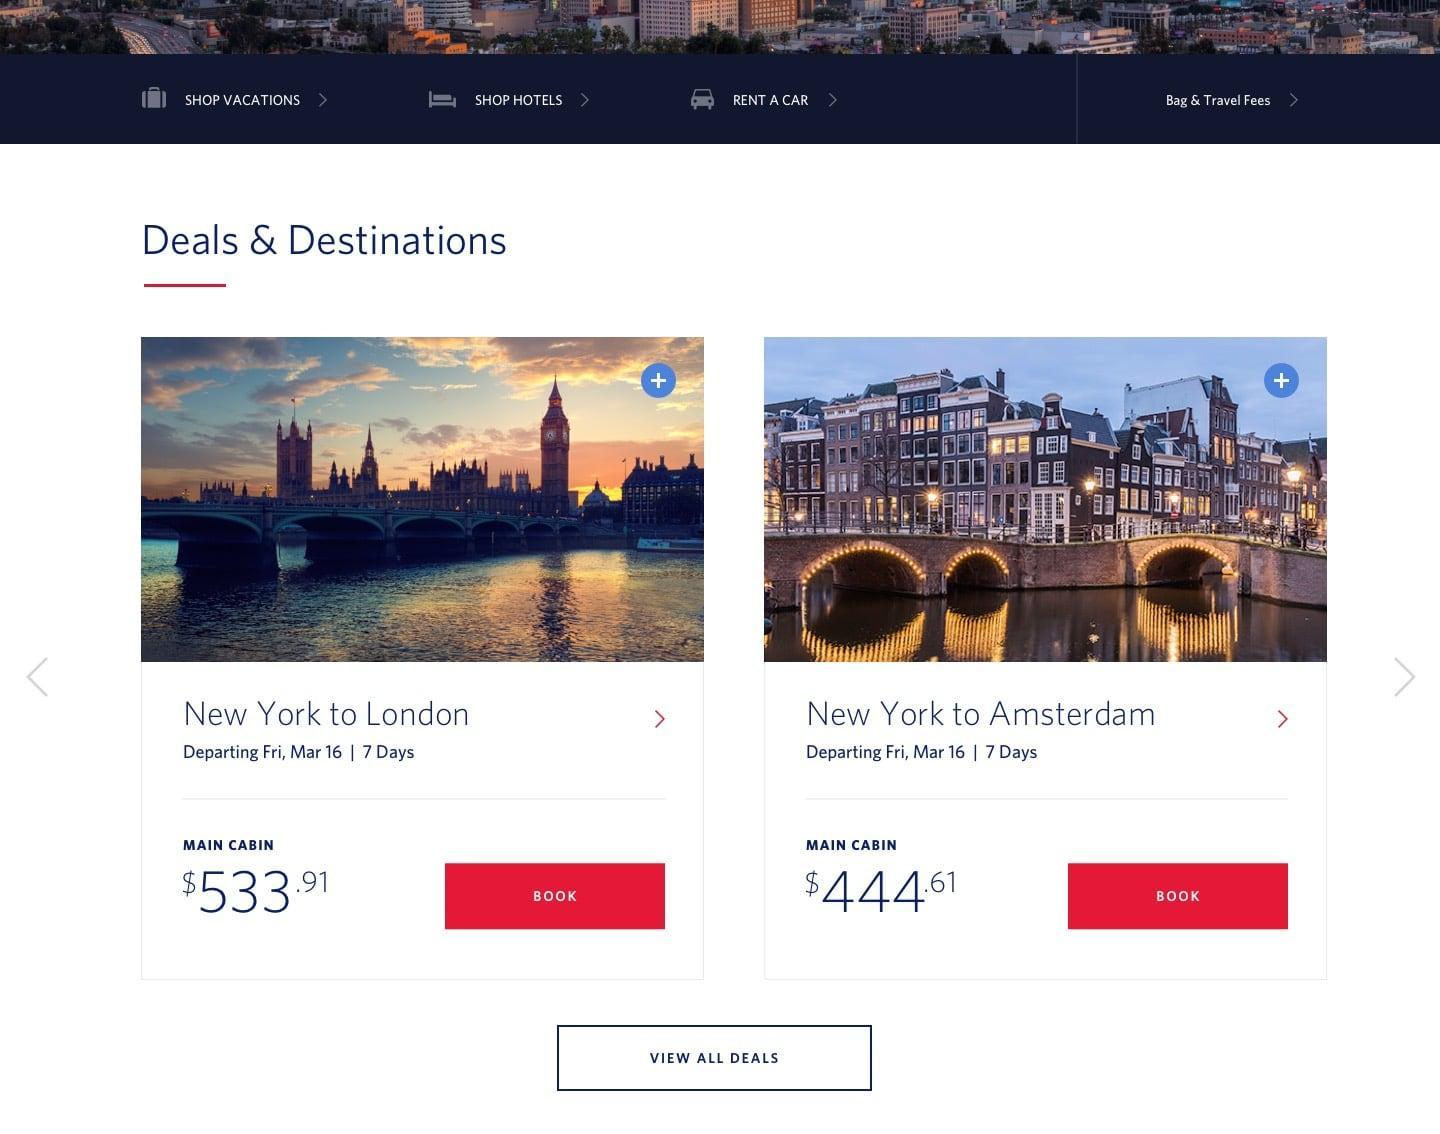 SHOP VACATIONS
SHOP HOTELS
RENT A CAR
Bag & Travel Fees
Deals & Destinations
New York to London
Departing Fri, Mar 16 | 7 Days
MAIN CABIN
$533.91
BOOK
New York to Amsterdam
Departing Fri, Mar 16 | 7 Days
MAIN CABIN
$444.61
BOOK
VIEW ALL DEALS